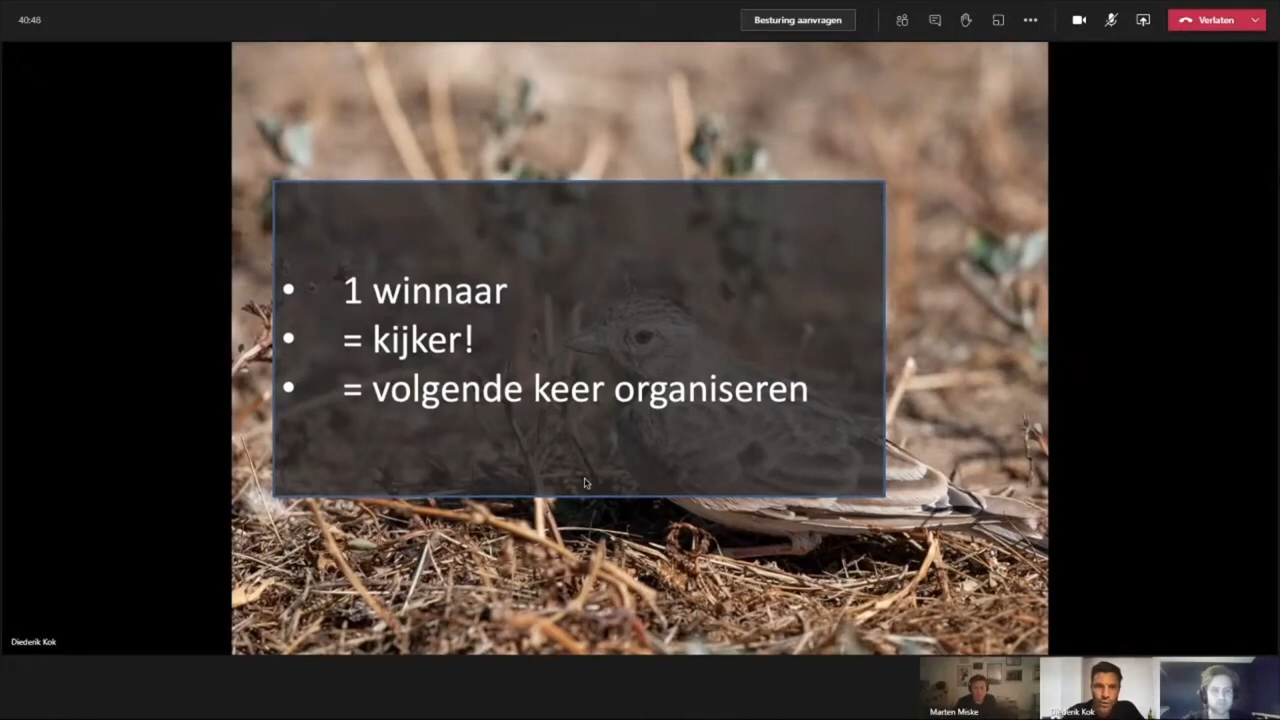 40:48
Besturing aanvragen
Verlaten
• 1 winnaar
• = kijker!
• = volgende keer organiseren
Diederik Kok
Marten Miske
Diederik Kok